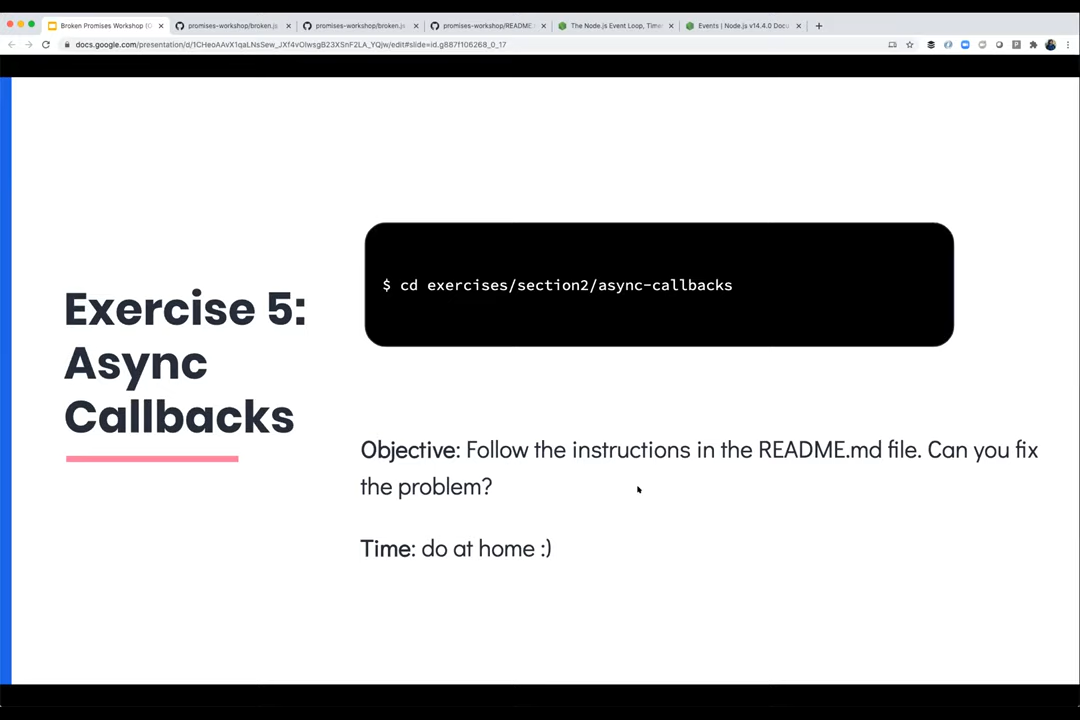 Broken Promises Workshop (O
promises-workshop/broken.js
promises-workshop/broken.js
promises-workshop/README
The Node.js Event Loop, Timer
Events | Node.js v14.4.0 Docu
docs.google.com/presentation/d/1CHeoAAvX1qaLNsSew_JXf4vOlwsgB23XSnF2LA_YQjw/edit#slide=id.g887f106268_0_17
$ cd exercises/section2/async-callbacks
Exercise 5:
Async
Callbacks
Objective: Follow the instructions in the README.md file. Can you fix
the problem?
Time: do at home :)